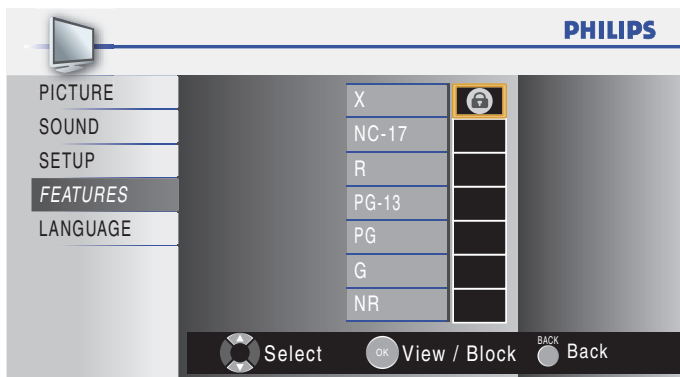 PHILIPS
PICTURE
SOUND
SETUP
FEATURES
LANGUAGE
X
NC-17
R
PG-13
PG
G
NR
Select
OK View / Block
BACK Back